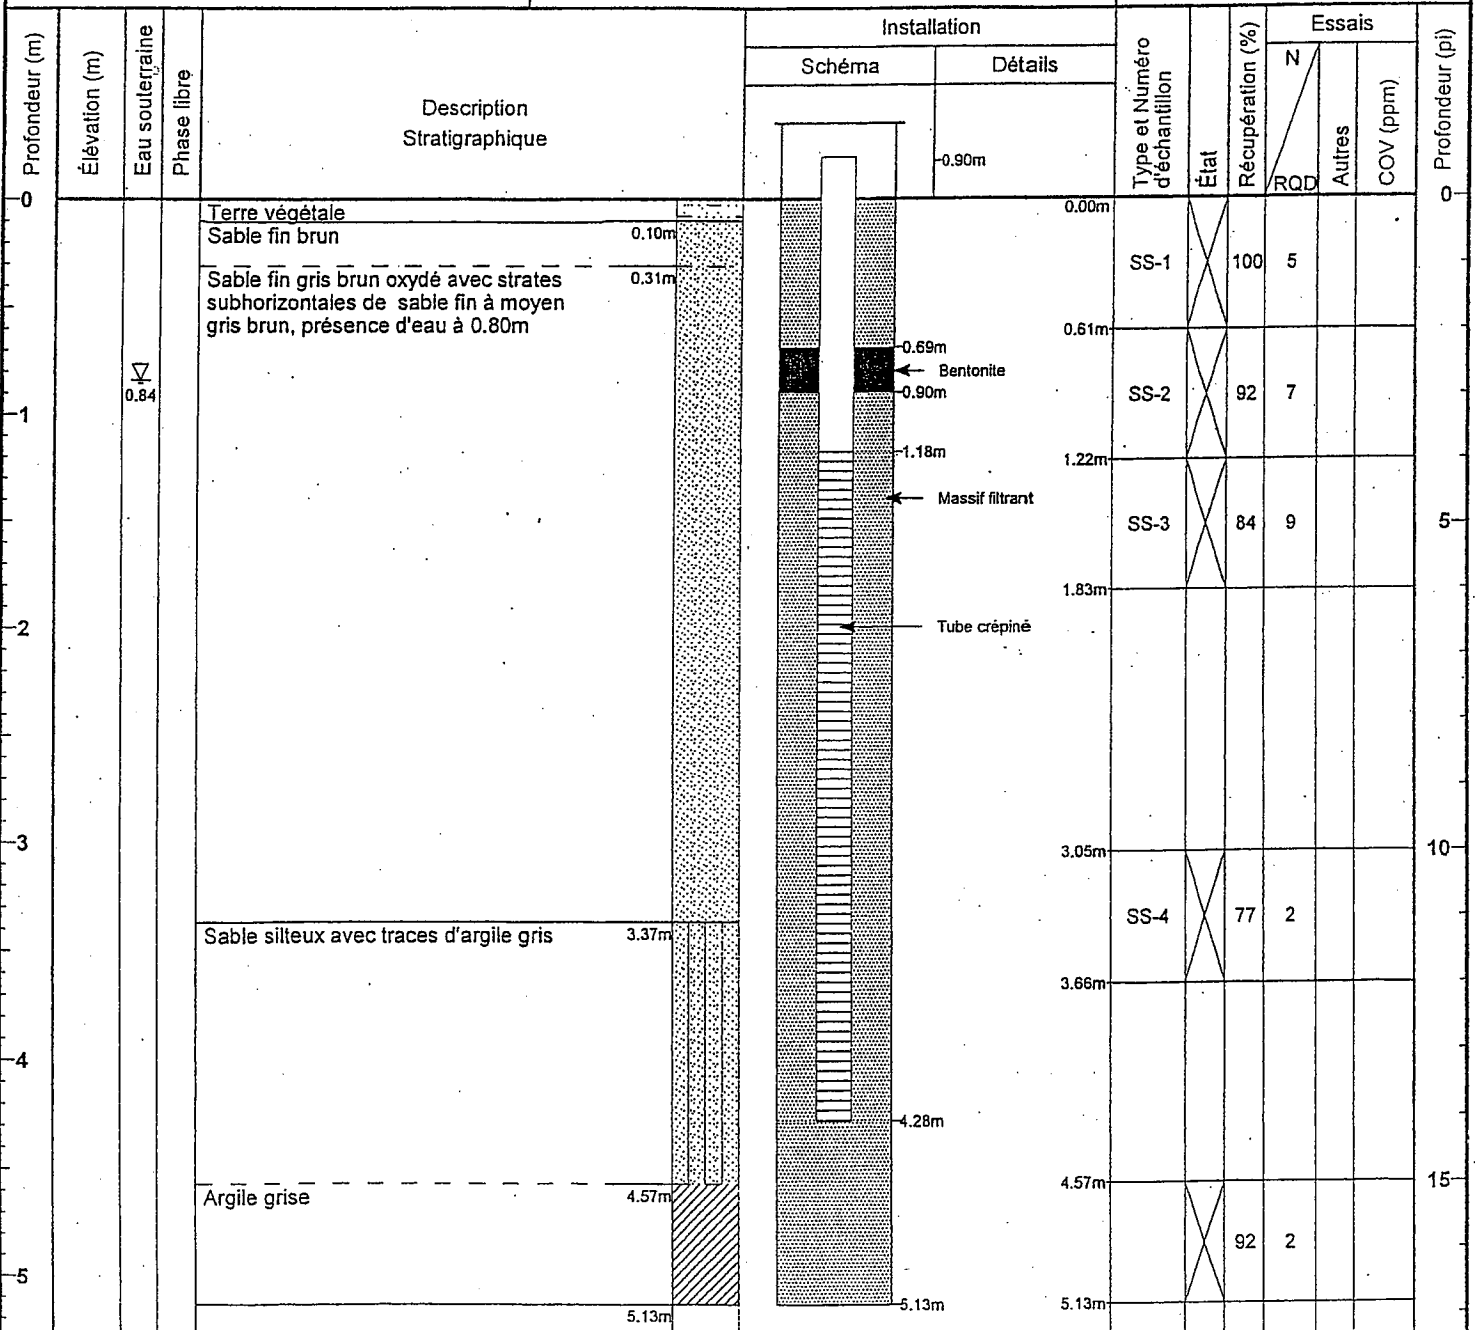 Profondeur (m)
Élévation (m)
Eau souterraine
Phase libre
Description
Stratigraphique
Installation
Schéma
Détails
Type et Numéro
d'échantillon
État
Récupération (%)
Essais
N
RQD
Autres
COV (ppm)
Profondeur (pi)
0.90m
0
0
Terre végétale
0.00m
Sable fin brun
0.10m
Sable fin gris brun oxydé avec strates
0.31m
subhorizontales de sable fin à moyen
gris brun, présence d'eau à 0.80m
SS-1
100
5
0.61m
0.69m
Bentonite
0.90m
0.84
SS-2
92
7
1
1.18m
1.22m
Massif filtrant
SS-3
84
9
5
1.83m
2
Tube crépiné
3
3.05m
10
SS-4
77
2
Sable silteux avec traces d'argile gris
3.37m
3.66m
4
4.28m
4.57m
15
Argile grise
4.57m
92
2
5
5.13m
5.13m
5.13m